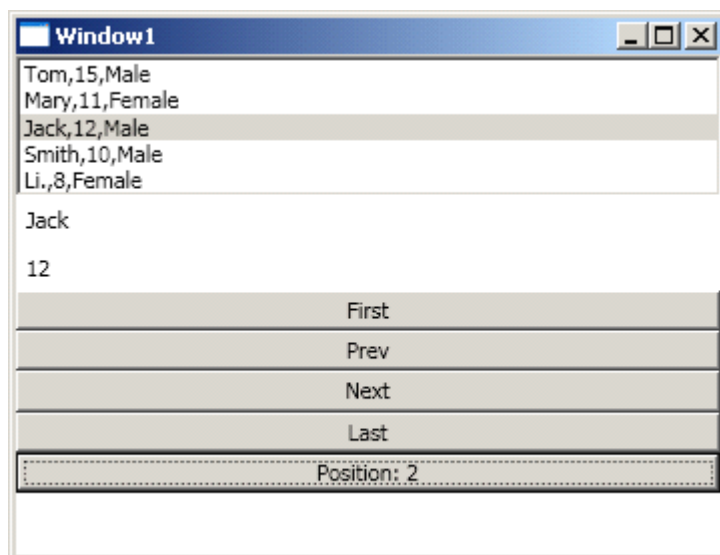 Window1
Tom,15,Male
Mary,11,Female
Jack,12,Male
Smith,10,Male
Li.,8,Female
Jack
12
First
Prev
Next
Last
Position: 2